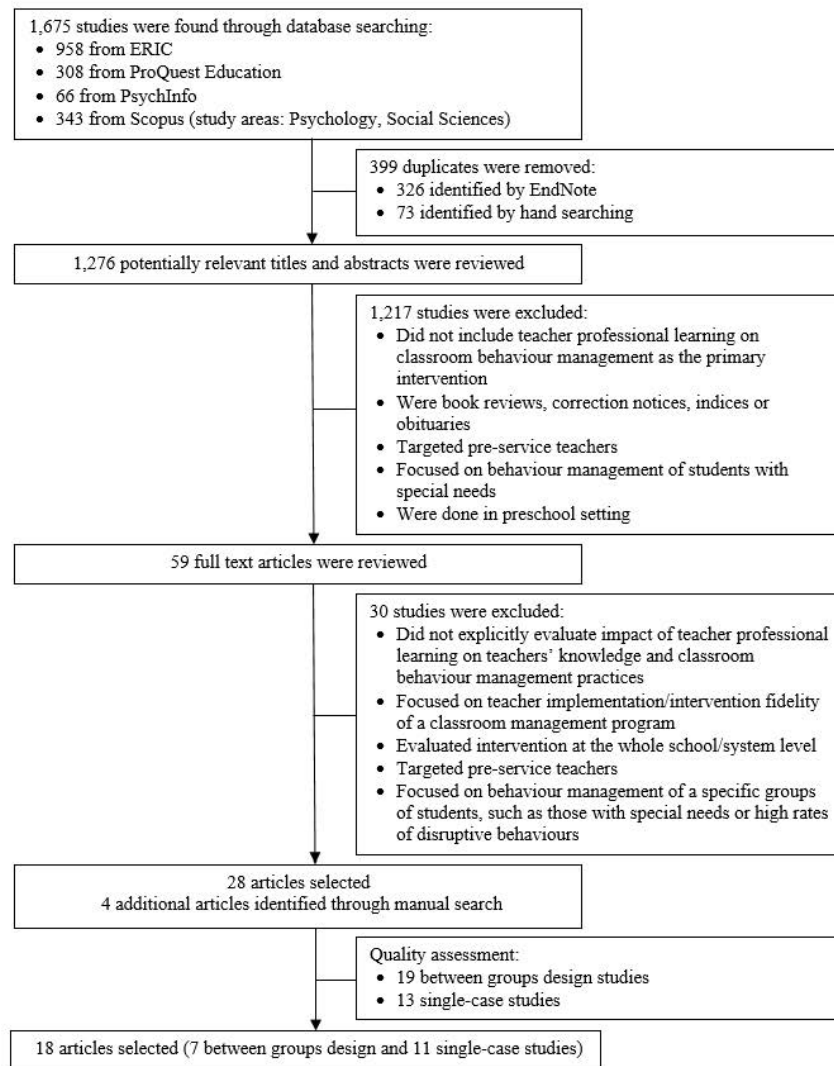 1,675 studies were found through database searching:
• 958 from ERIC
• 308 from ProQuest Education
• 66 from PsychInfo
• 343 from Scopus (study areas: Psychology, Social Sciences)
399 duplicates were removed:
• 326 identified by EndNote
• 73 identified by hand searching
1,276 potentially relevant titles and abstracts were reviewed
1,217 studies were excluded:
• Did not include teacher professional learning on
classroom behaviour management as the primary
intervention
• Were book reviews, correction notices, indices or
obituaries
• Targeted pre-service teachers
• Focused on behaviour management of students with
special needs
• Were done in preschool setting
59 full text articles were reviewed
30 studies were excluded:
• Did not explicitly evaluate impact of teacher professional
learning on teachers’ knowledge and classroom
behaviour management practices
• Focused on teacher implementation/intervention fidelity
of a classroom management program
• Evaluated intervention at the whole school/system level
• Targeted pre-service teachers
• Focused on behaviour management of a specific groups
of students, such as those with special needs or high rates
of disruptive behaviours
28 articles selected
4 additional articles identified through manual search
Quality assessment:
• 19 between groups design studies
• 13 single-case studies
18 articles selected (7 between groups design and 11 single-case studies)